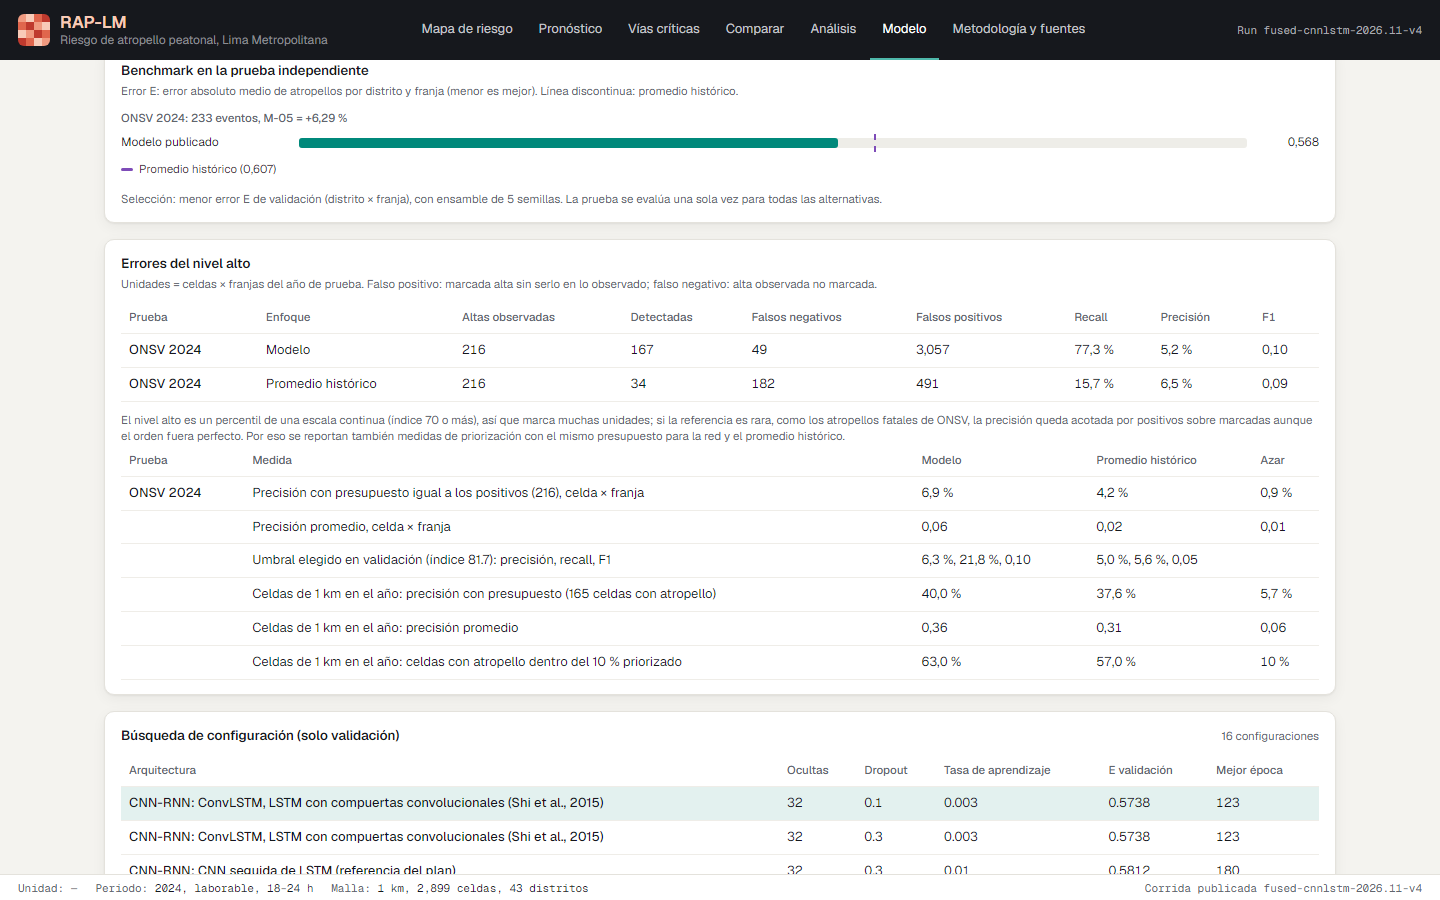 RAP-LM
Riesgo de atropello peatonal, Lima Metropolitana
Mapa de riesgo
Pronóstico
Vías críticas
Comparar
Análisis
Modelo
Metodología y fuentes
Run fused-cnnlstm-2026.11-v4
Benchmark en la prueba independiente
Error E: error absoluto medio de atropellos por distrito y franja (menor es mejor). Línea discontinua: promedio histórico.
ONSV 2024: 233 eventos, M-05 = +6,29 %
Modelo publicado 0,568
Promedio histórico (0,607)
Selección: menor error E de validación (distrito × franja), con ensamble de 5 semillas. La prueba se evalúa una sola vez para todas las alternativas.
Errores del nivel alto
Unidades = celdas × franjas del año de prueba. Falso positivo: marcada alta sin serlo en lo observado; falso negativo: alta observada no marcada.
Prueba Enfoque Altas observadas Detectadas Falsos negativos Falsos positivos Recall Precisión F1
ONSV 2024 Modelo 216 167 49 3,057 77,3 % 5,2 % 0,10
ONSV 2024 Promedio histórico 216 34 182 491 15,7 % 6,5 % 0,09
El nivel alto es un percentil de una escala continua (índice 70 o más), así que marca muchas unidades; si la referencia es rara, como los atropellos fatales de ONSV, la precisión queda acotada por positivos sobre marcadas aunque
el orden fuera perfecto. Por eso se reportan también medidas de priorización con el mismo presupuesto para la red y el promedio histórico.
Prueba Medida Modelo Promedio histórico Azar
ONSV 2024 Precisión con presupuesto igual a los positivos (216), celda × franja 6,9 % 4,2 % 0,9 %
Precisión promedio, celda × franja 0,06 0,02 0,01
Umbral elegido en validación (índice 81.7): precisión, recall, F1 6,3 %, 21,8 %, 0,10 5,0 %, 5,6 %, 0,05
Celdas de 1 km en el año: precisión con presupuesto (165 celdas con atropello) 40,0 % 37,6 % 5,7 %
Celdas de 1 km en el año: precisión promedio 0,36 0,31 0,06
Celdas de 1 km en el año: celdas con atropello dentro del 10 % priorizado 63,0 % 57,0 % 10 %
Búsqueda de configuración (solo validación) 16 configuraciones
Arquitectura Ocultas Dropout Tasa de aprendizaje E validación Mejor época
CNN-RNN: ConvLSTM, LSTM con compuertas convolucionales (Shi et al., 2015) 32 0.1 0.003 0.5738 123
CNN-RNN: ConvLSTM, LSTM con compuertas convolucionales (Shi et al., 2015) 32 0.3 0.003 0.5738 123
CNN-RNN: CNN seguida de LSTM (referencia del plan) 32 0.3 0.01 0.5812 180
Unidad: — Periodo: 2024, laborable, 18-24 h Malla: 1 km, 2,899 celdas, 43 distritos
Corrida publicada fused-cnnlstm-2026.11-v4